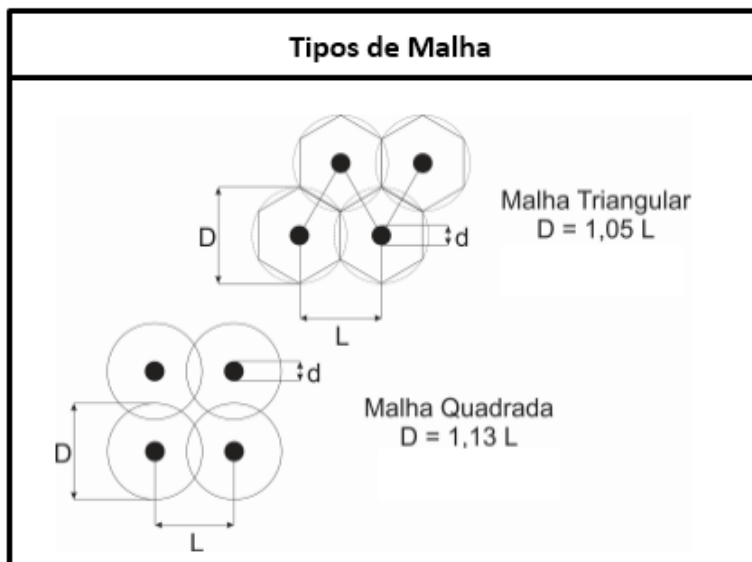 Tipos de Malha
Malha Triangular
D = 1,05 L
D
d
L
d
Malha Quadrada
D = 1,13 L
D
L